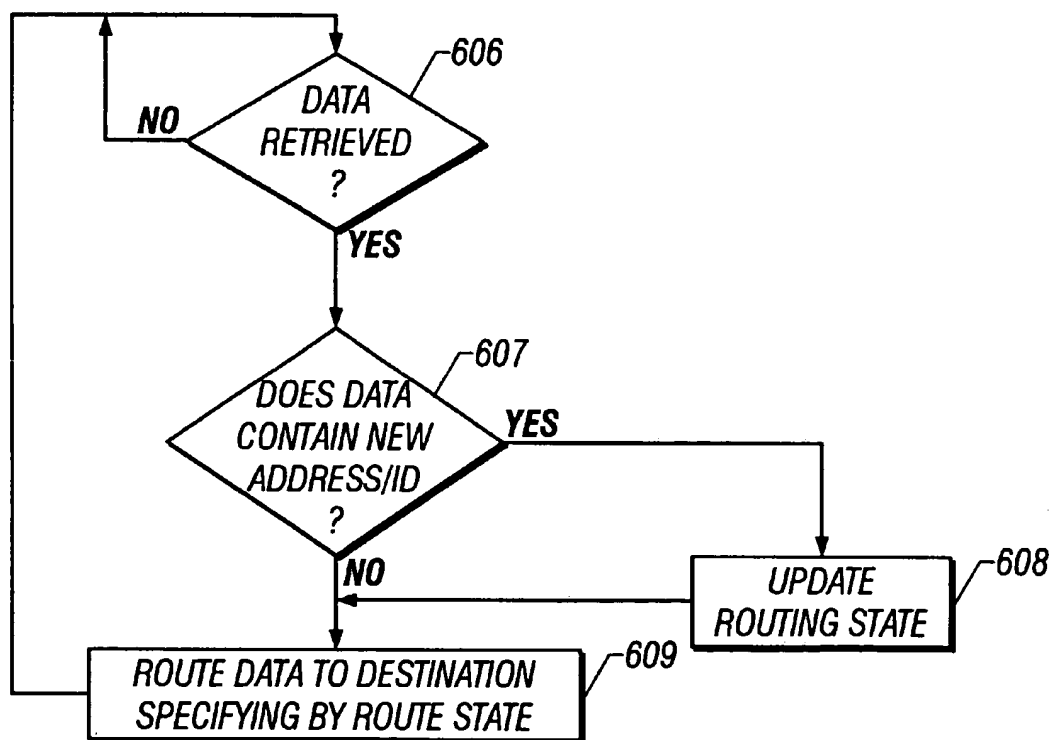 606
DATA
RETRIEVED
?
NO
YES
607
DOES DATA
CONTAIN NEW
ADDRESS/ID
?
YES
NO
UPDATE
ROUTING STATE
608
ROUTE DATA TO DESTINATION
SPECIFYING BY ROUTE STATE
609